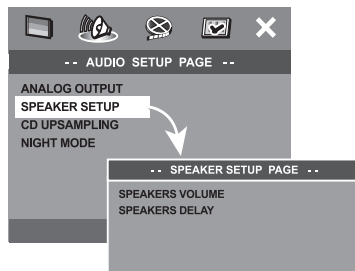 -- AUDIO SETUP PAGE --
ANALOG OUTPUT
SPEAKER SETUP
CD UPSAMPLING
NIGHT MODE
-- SPEAKER SETUP PAGE --
SPEAKERS VOLUME
SPEAKERS DELAY